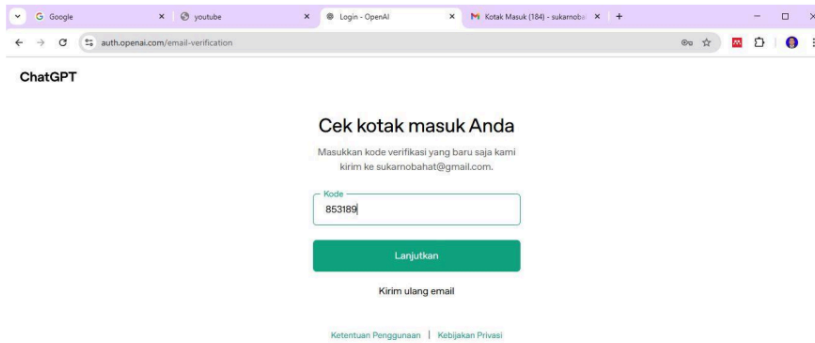 Google
youtube
Login - OpenAI
Kotak Masuk (184) - sukarnoba
auth.openai.com/email-verification
ChatGPT
Cek kotak masuk Anda
Masukkan kode verifikasi yang baru saja kami
kirim ke sukarnobahat@gmail.com.
Kode
853189
Lanjutkan
Kirim ulang email
Ketentuan Penggunaan | Kebijakan Privasi